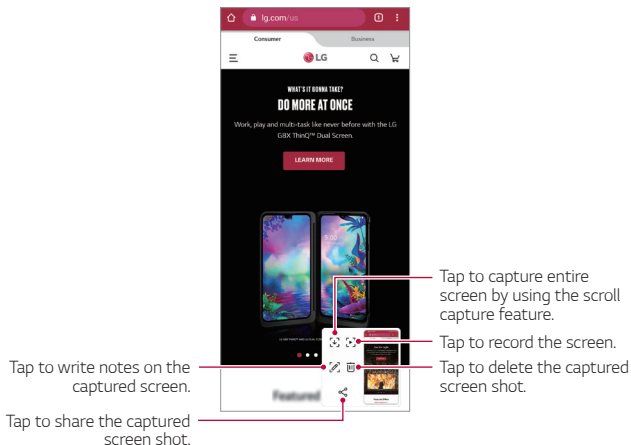 lg.com/us
Consumer
Business
LG
WHAT'S IT GONNA TAKE?
DO MORE AT ONCE
Work, play and multi-task like never before with the LG
G8X ThinQ™ Dual Screen.
LEARN MORE
Featured
Tap to capture entire
screen by using the scroll
capture feature.
Tap to record the screen.
Tap to write notes on the
captured screen.
Tap to delete the captured
screen shot.
Tap to share the captured
screen shot.